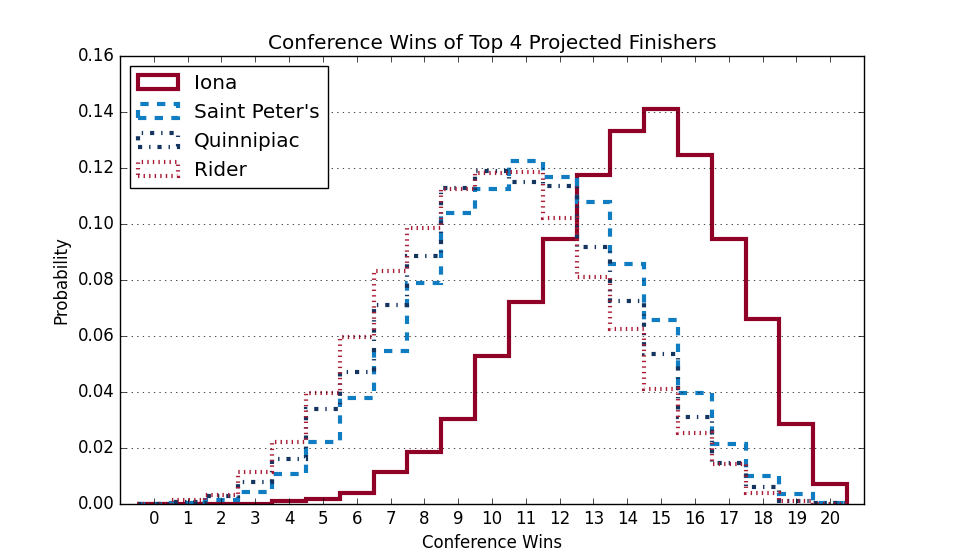 Conference Wins of Top 4 Projected Finishers
0.16
0.14
0.12
0.10
0.08
0.06
0.04
0.02
0.00
Probability
Iona
Saint Peter's
Quinnipiac
Rider
0 1 2 3 4 5 6 7 8 9 10 11 12 13 14 15 16 17 18 19 20
Conference Wins